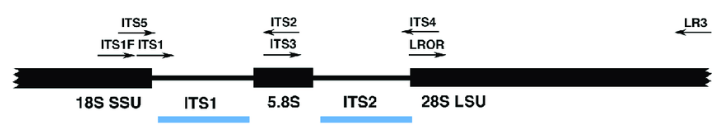 ITS5 ITS2 ITS4 LR3
ITS1F ITS1 ITS3 LROR
18S SSU ITS1 5.8S ITS2 28S LSU